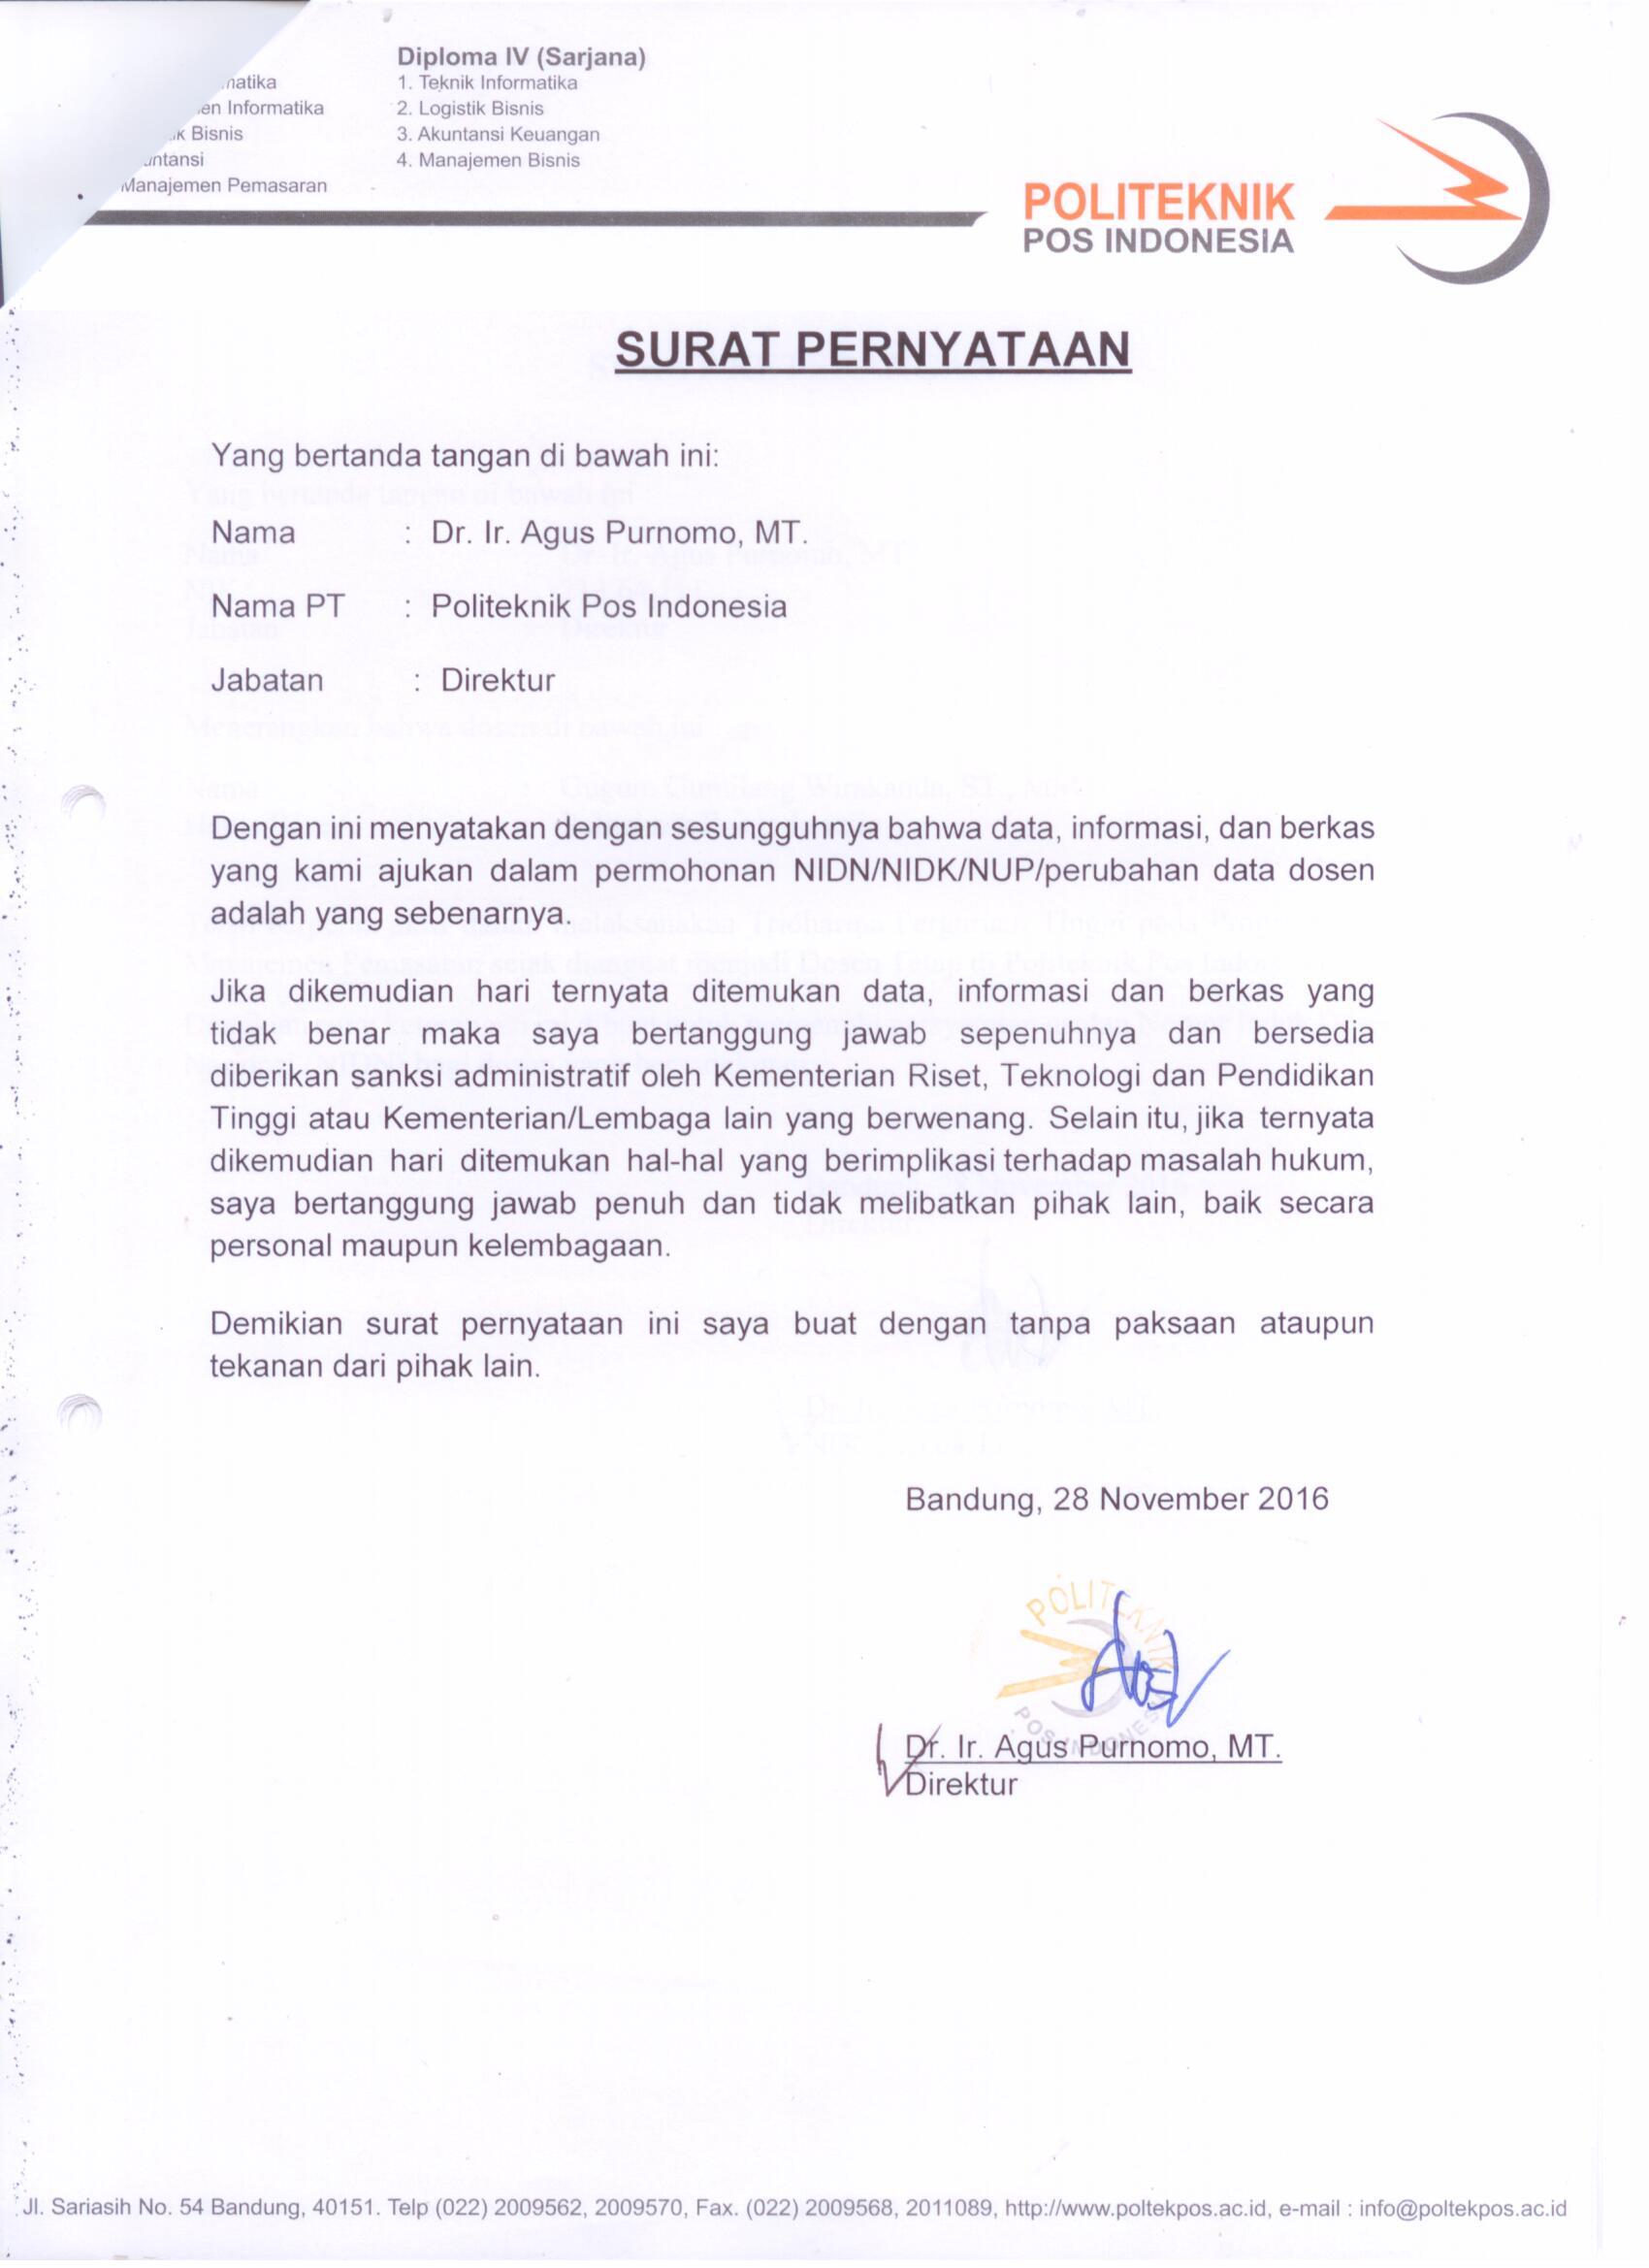 Diploma IV (Sarjana)
1. Teknik Informatika
2. Logistik Bisnis
3. Akuntansi Keuangan
4. Manajemen Bisnis
Informatika
Bisnis
Manajemen Pemasaran
POLITEKNIK
POS INDONESIA
SURAT PERNYATAAN
Yang bertanda tangan di bawah ini:
Nama : Dr. Ir. Agus Purnomo, MT.
Nama PT : Politeknik Pos Indonesia
Jabatan : Direktur
Dengan ini menyatakan dengan sesungguhnya bahwa data, informasi, dan berkas
yang kami ajukan dalam permohonan NIDN/NIDK/NUP/perubahan data dosen
adalah yang sebenarnya.
Jika dikemudian hari ternyata ditemukan data, informasi dan berkas yang
tidak benar maka saya bertanggung jawab sepenuhnya dan bersedia
diberikan sanksi administratif oleh Kementerian Riset, Teknologi dan Pendidikan
Tinggi atau Kementerian/Lembaga lain yang berwenang. Selain itu, jika ternyata
dikemudian hari ditemukan hal-hal yang berimplikasi terhadap masalah hukum,
saya bertanggung jawab penuh dan tidak melibatkan pihak lain, baik secara
personal maupun kelembagaan.
Demikian surat pernyataan ini saya buat dengan tanpa paksaan ataupun
tekanan dari pihak lain.
Bandung, 28 November 2016
POLITEKNIK
POS INDONESIA
Dr. Ir. Agus Purnomo, MT.
Direktur
Jl. Sariasih No. 54 Bandung, 40151. Telp (022) 2009562, 2009570, Fax. (022) 2009568, 2011089, http://www.poltekpos.ac.id, e-mail : info@poltekpos.ac.id